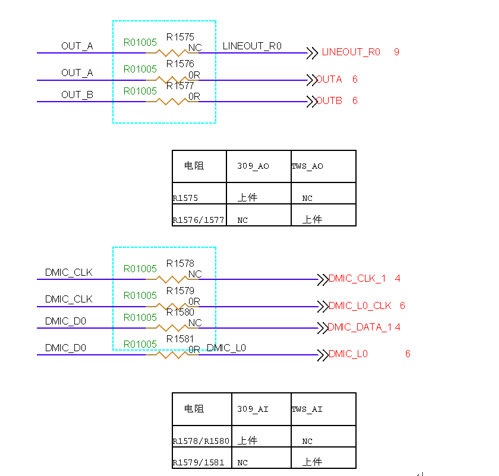 R1575
OUT_A R01005 NC LINEOUT_R0 LINEOUT_R0 9
R1576
OUT_A R01005 0R OUTA 6
R1577
OUT_B R01005 0R OUTB 6
电阻 309_AO TWS_AO
R1575 上件 NC
R1576/1577 NC 上件
R1578
DMIC_CLK R01005 NC DMIC_CLK_1 4
R1579
DMIC_CLK R01005 0R DMIC_L0_CLK 6
R1580
DMIC_D0 R01005 NC DMIC_DATA_1 4
R1581
DMIC_D0 R01005 0R DMIC_L0 DMIC_L0 6
电阻 309_AI TWS_AI
R1578/R1580 上件 NC
R1579/1581 NC 上件